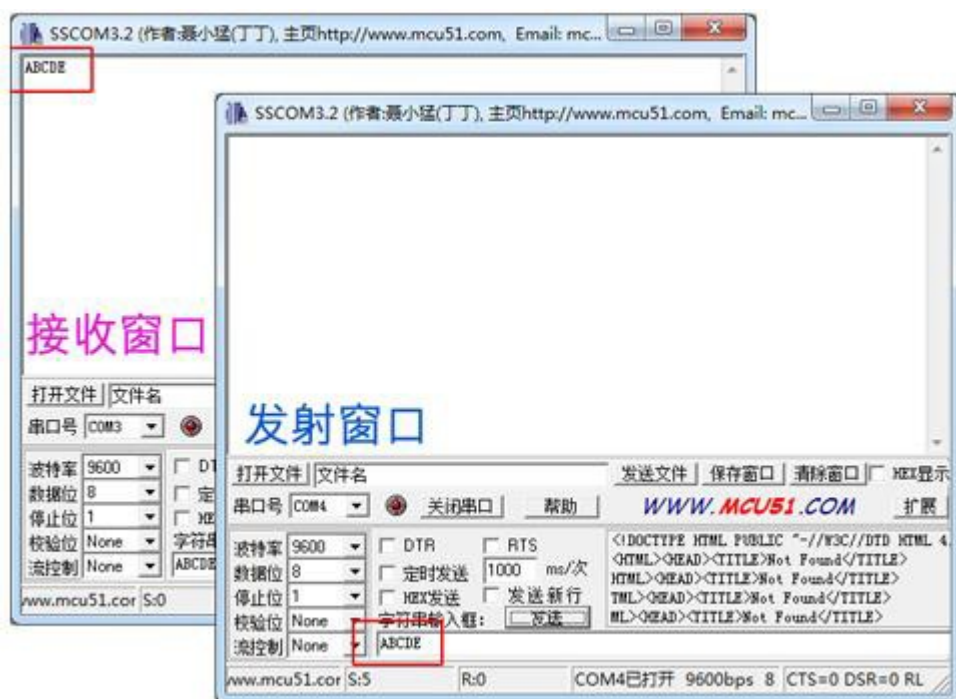 SSCOM3.2 (作者:聂小猛(丁丁), 主页http://www.mcu51.com, Email: mc...
ABCDE
接收窗口
打开文件 文件名
串口号 COM3
波特率 9600
数据位 8
停止位 1
校验位 None 字符串
流控制 None ABCDE
www.mcu51.cor S:0
SSCOM3.2 (作者:聂小猛(丁丁), 主页http://www.mcu51.com, Email: mc...
发射窗口
打开文件 文件名 发送文件 保存窗口 清除窗口 HEX显示
串口号 COM4 关闭串口 帮助 WWW.MCU51.COM 扩展
波特率 9600 DTR RTS
数据位 8 定时发送 1000 ms/次
停止位 1 HEX发送 发送新行
校验位 None 字符串输入框: 发送
流控制 None ABCDE
<!DOCTYPE HTML PUBLIC "-//W3C//DTD HTML 4.
<HTML><HEAD><TITLE>Not Found</TITLE>
HTML><HEAD><TITLE>Not Found</TITLE>
TML><HEAD><TITLE>Not Found</TITLE>
ML><HEAD><TITLE>Not Found</TITLE>
www.mcu51.cor S:5 R:0 COM4已打开 9600bps 8 CTS=0 DSR=0 RL